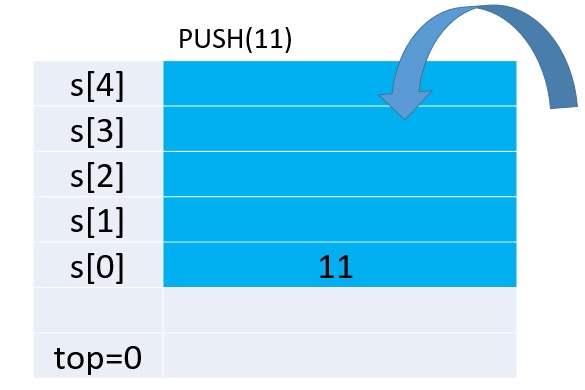 PUSH(11)
s[4]
s[3]
s[2]
s[1]
s[0] 11
top=0